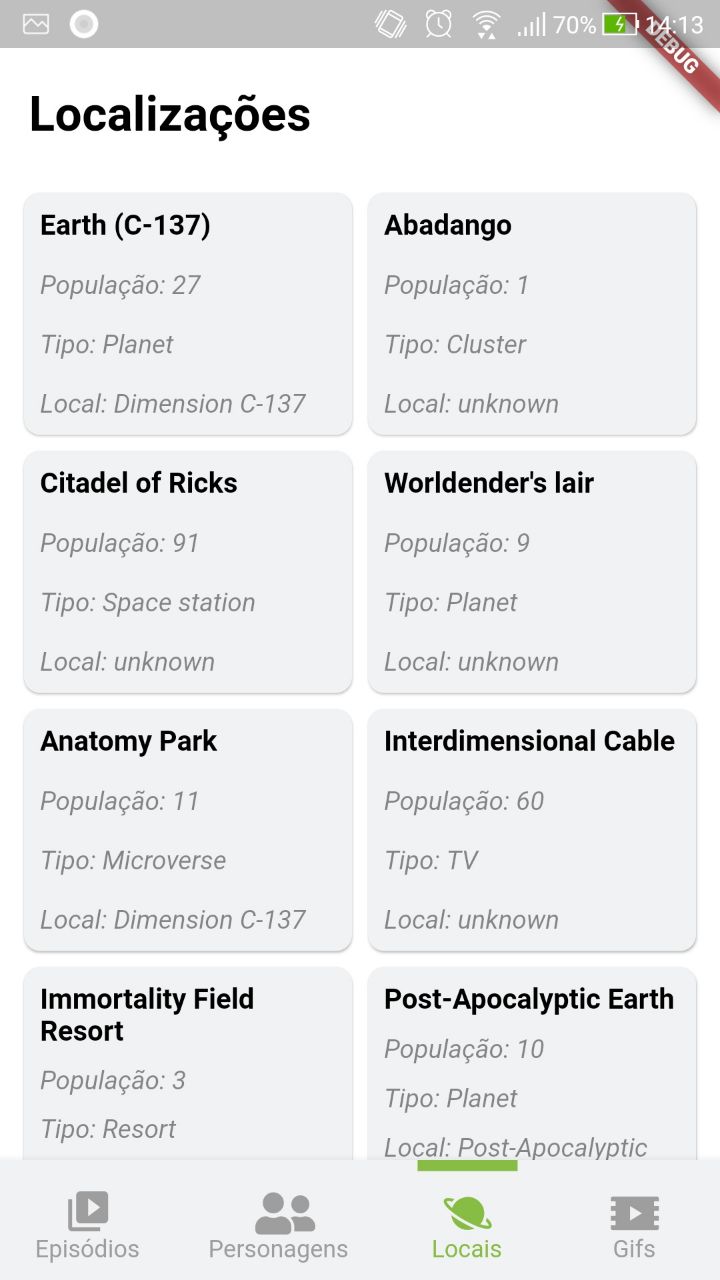 70% 14:13
DEBUG
Localizações
Earth (C-137)
População: 27
Tipo: Planet
Local: Dimension C-137
Abadango
População: 1
Tipo: Cluster
Local: unknown
Citadel of Ricks
População: 91
Tipo: Space station
Local: unknown
Worldender's lair
População: 9
Tipo: Planet
Local: unknown
Anatomy Park
População: 11
Tipo: Microverse
Local: Dimension C-137
Interdimensional Cable
População: 60
Tipo: TV
Local: unknown
Immortality Field
Resort
População: 3
Tipo: Resort
Post-Apocalyptic Earth
População: 10
Tipo: Planet
Local: Post-Apocalyptic
Episódios
Personagens
Locais
Gifs